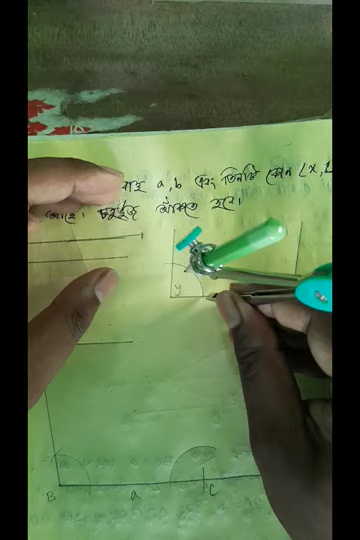 বাহু a, b এবং তিনটি কোন ∠x, ∠
আছে। চতুর্ভুজ আঁকতে হবে।
y
B a C